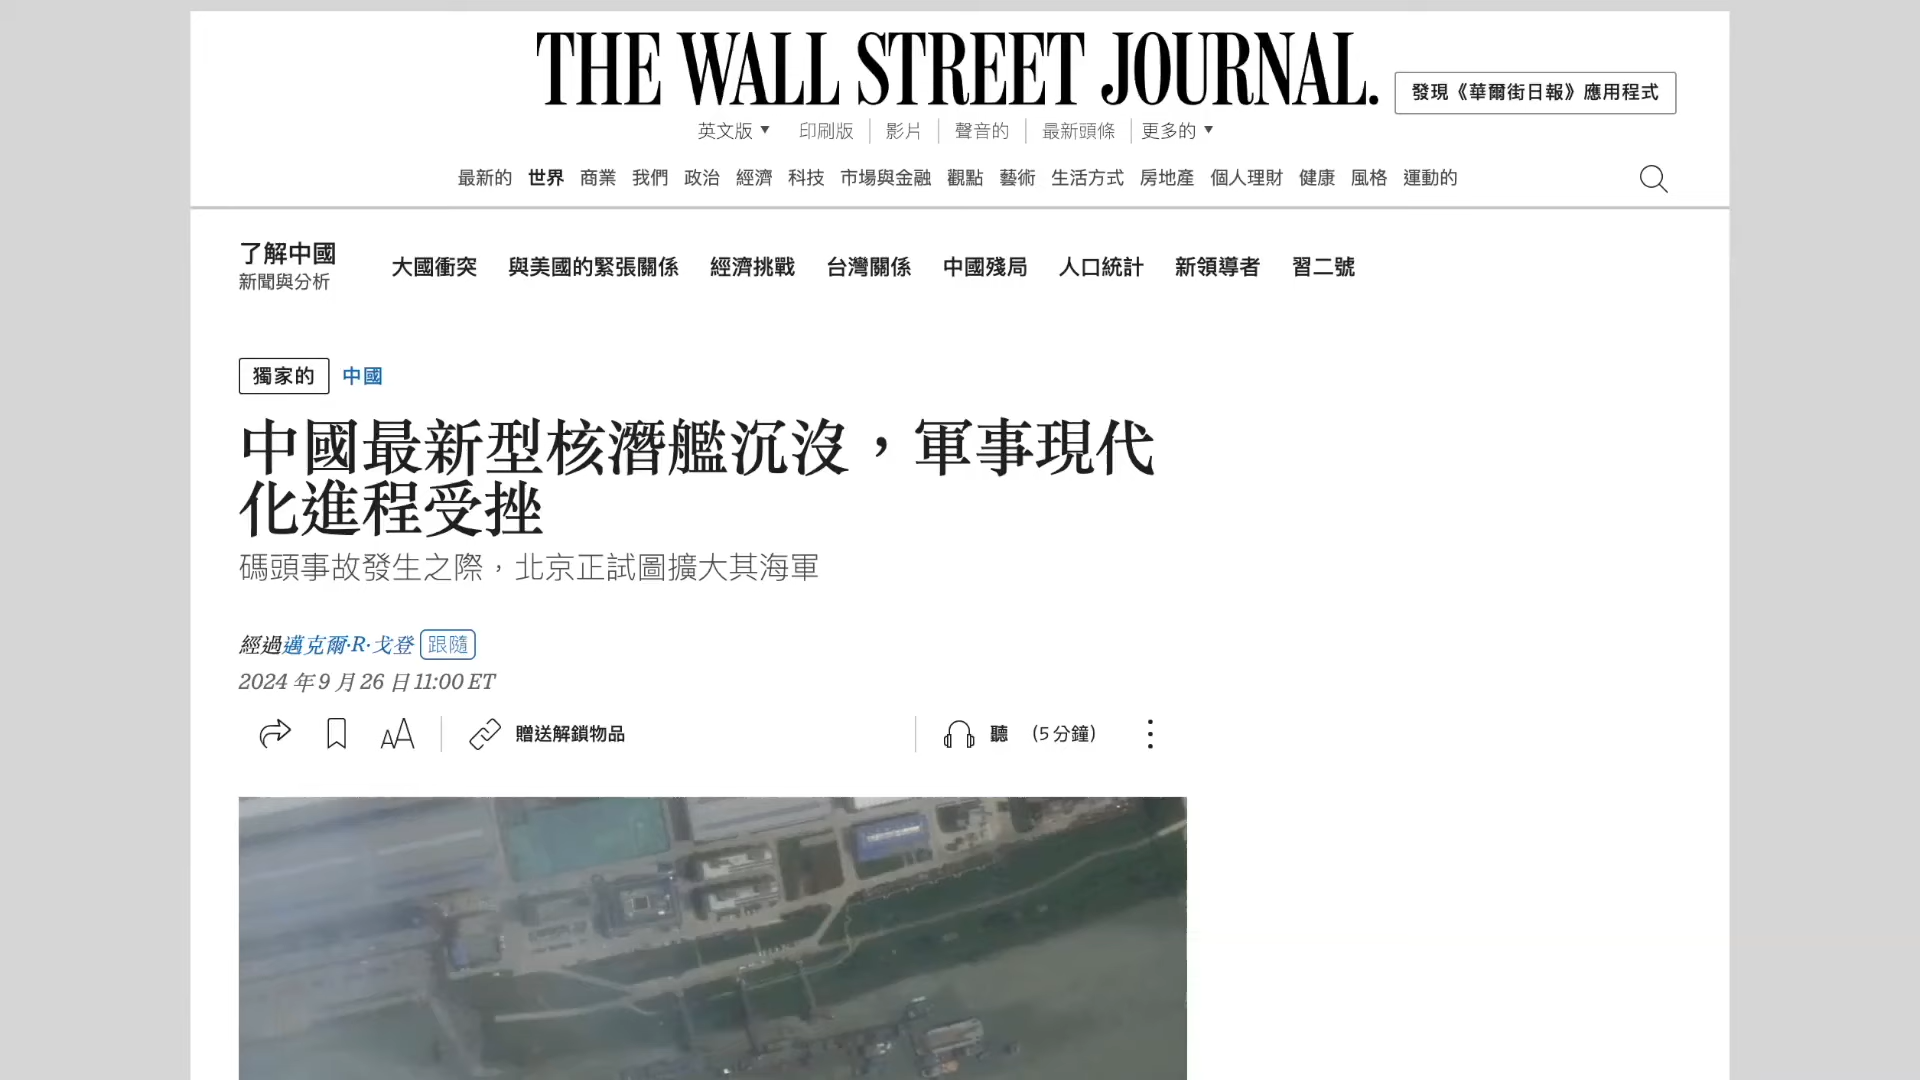 THE WALL STREET JOURNAL.
發現《華爾街日報》應用程式
英文版 印刷版 影片 聲音的 最新頭條 更多的
最新的 世界 商業 我們 政治 經濟 科技 市場與金融 觀點 藝術 生活方式 房地產 個人理財 健康 風格 運動的
了解中國
新聞與分析
大國衝突 與美國的緊張關係 經濟挑戰 台灣關係 中國殘局 人口統計 新領導者 習二號
獨家的 中國
中國最新型核潛艦沉沒，軍事現代
化進程受挫
碼頭事故發生之際，北京正試圖擴大其海軍
經過邁克爾·R·戈登 跟隨
2024 年 9 月 26 日 11:00 ET
AA 贈送解鎖物品 聽 (5 分鐘)